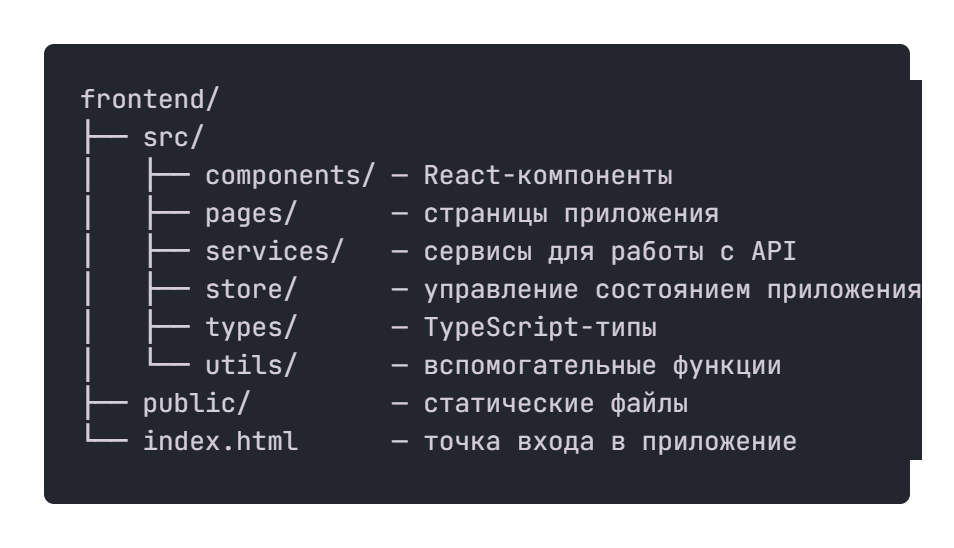 frontend/
├── src/
│   ├── components/ — React-компоненты
│   ├── pages/      — страницы приложения
│   ├── services/   — сервисы для работы с API
│   ├── store/      — управление состоянием приложения
│   ├── types/      — TypeScript-типы
│   └── utils/      — вспомогательные функции
├── public/         — статические файлы
└── index.html      — точка входа в приложение